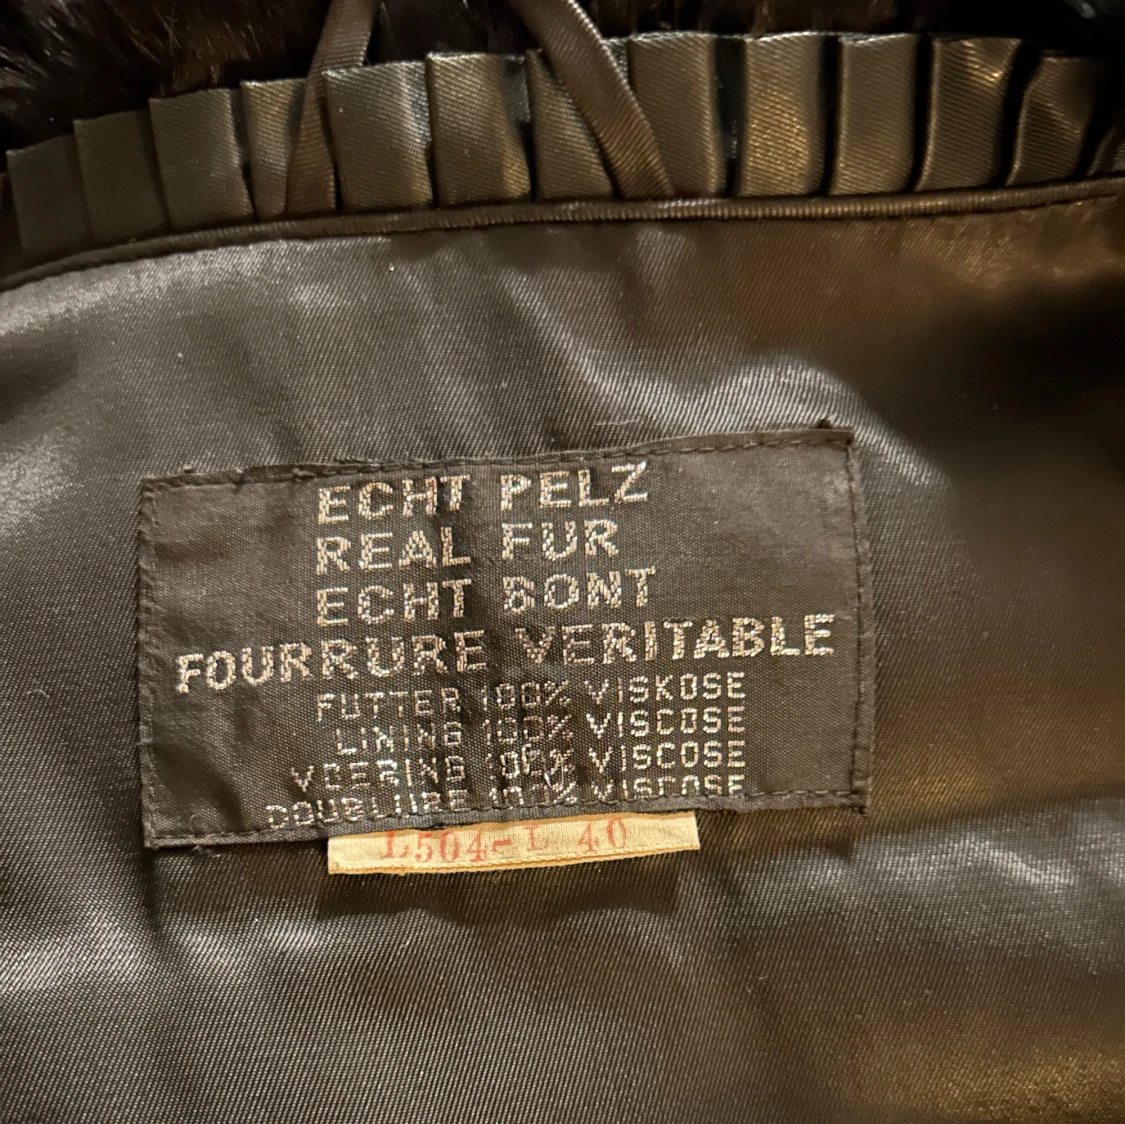 ECHT PELZ
REAL FUR
ECHT BONT
FOURRURE VERITABLE
FUTTER 100% VISKOSE
LINING 100% VISCOSE
VOERING 100% VISCOSE
DOUBLURE 100% VISCOSE
L504-L 40